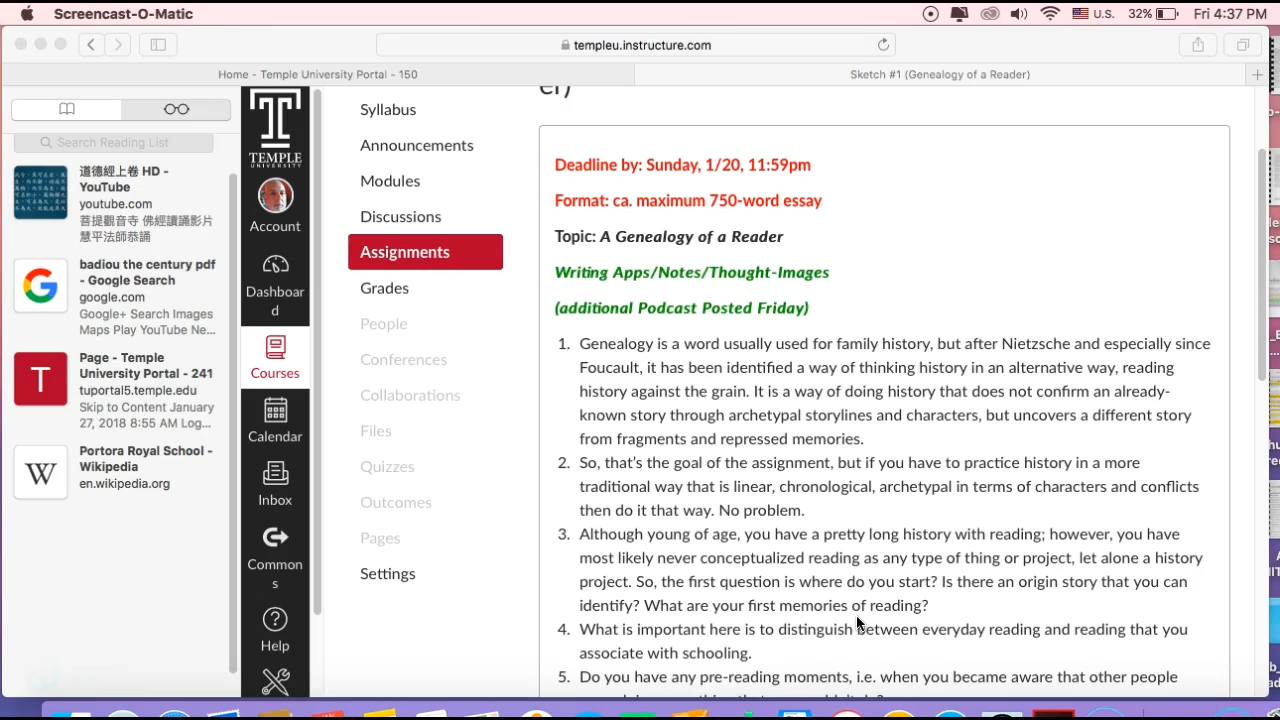 Screencast-O-Matic
U.S. 32% Fri 4:37 PM
templeu.instructure.com
Home - Temple University Portal - 150
Sketch #1 (Genealogy of a Reader)
Search Reading List
道德經上卷 HD -
YouTube
youtube.com
菩提觀音寺 佛經讀誦影片
慧平法師恭誦
badiou the century pdf
- Google Search
google.com
Google+ Search Images
Maps Play YouTube Ne...
T
Page - Temple
University Portal - 241
tuportal5.temple.edu
Skip to Content January
27, 2018 8:55 AM Log...
W
Portora Royal School -
Wikipedia
en.wikipedia.org
TEMPLE
UNIVERSITY
Account
Dashboar
d
Courses
Calendar
Inbox
Common
s
Help
Syllabus
Announcements
Modules
Discussions
Assignments
Grades
People
Conferences
Collaborations
Files
Quizzes
Outcomes
Pages
Settings
er)
Deadline by: Sunday, 1/20, 11:59pm
Format: ca. maximum 750-word essay
Topic: A Genealogy of a Reader
Writing Apps/Notes/Thought-Images
(additional Podcast Posted Friday)
1. Genealogy is a word usually used for family history, but after Nietzsche and especially since
Foucault, it has been identified a way of thinking history in an alternative way, reading
history against the grain. It is a way of doing history that does not confirm an already-
known story through archetypal storylines and characters, but uncovers a different story
from fragments and repressed memories.
2. So, that's the goal of the assignment, but if you have to practice history in a more
traditional way that is linear, chronological, archetypal in terms of characters and conflicts
then do it that way. No problem.
3. Although young of age, you have a pretty long history with reading; however, you have
most likely never conceptualized reading as any type of thing or project, let alone a history
project. So, the first question is where do you start? Is there an origin story that you can
identify? What are your first memories of reading?
4. What is important here is to distinguish between everyday reading and reading that you
associate with schooling.
5. Do you have any pre-reading moments, i.e. when you became aware that other people